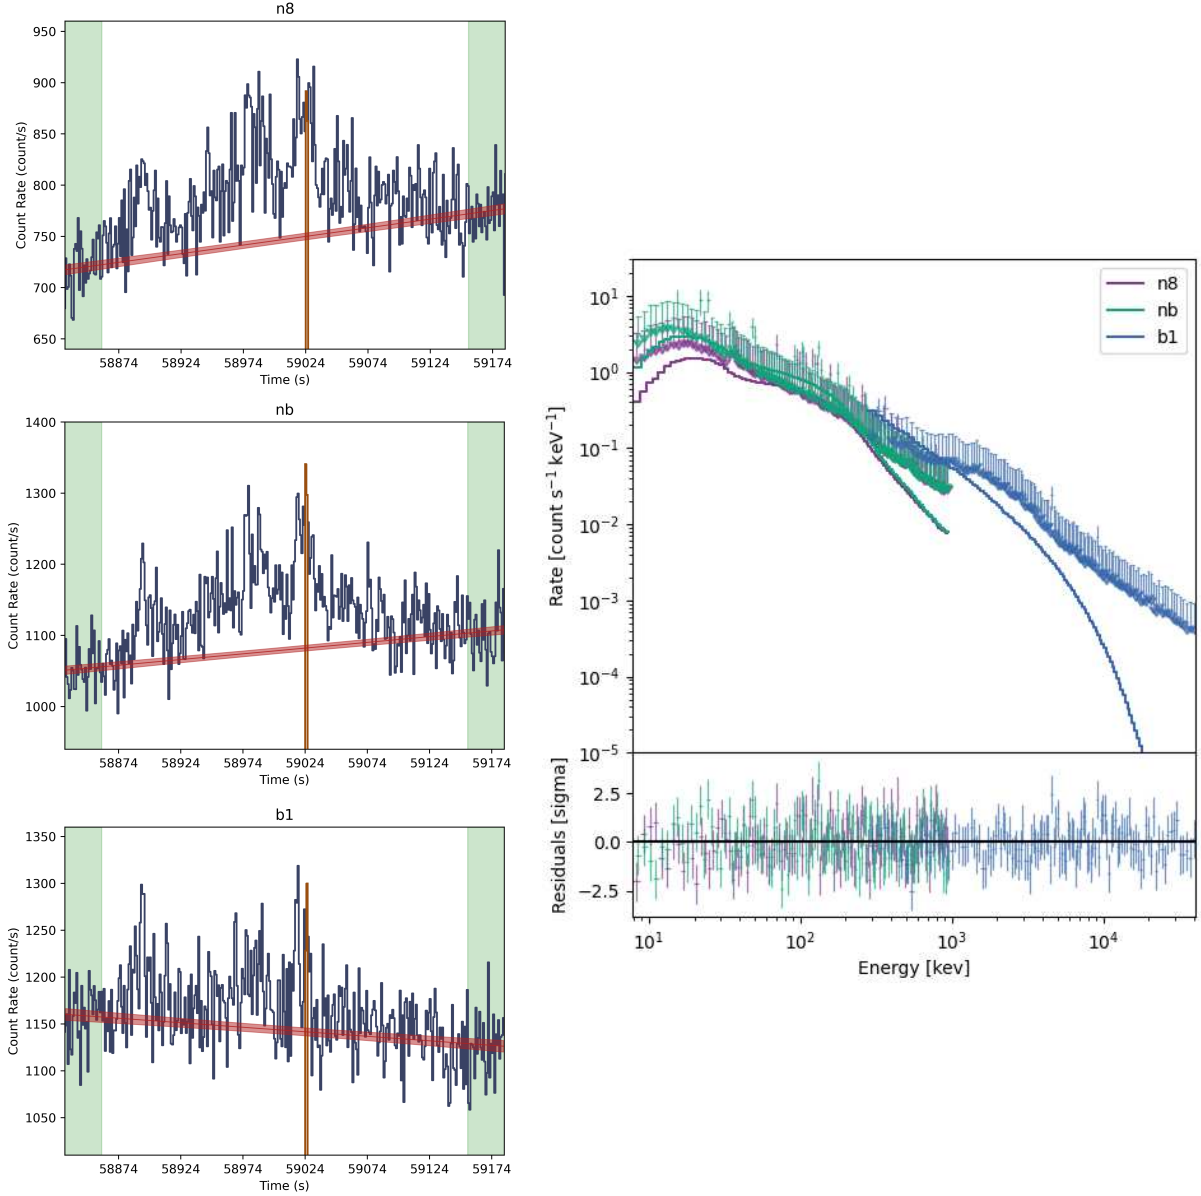 n8
950
900
850
800
750
700
650
Count Rate (count/s)
58874 58924 58974 59024 59074 59124 59174
Time (s)
nb
1400
1300
1200
1100
1000
Count Rate (count/s)
58874 58924 58974 59024 59074 59124 59174
Time (s)
b1
1350
1300
1250
1200
1150
1100
1050
Count Rate (count/s)
58874 58924 58974 59024 59074 59124 59174
Time (s)
n8
nb
b1
10¹
10⁰
10⁻¹
10⁻²
10⁻³
10⁻⁴
10⁻⁵
Rate [count s⁻¹ keV⁻¹]
2.5
0.0
−2.5
Residuals [sigma]
10¹ 10² 10³ 10⁴
Energy [kev]